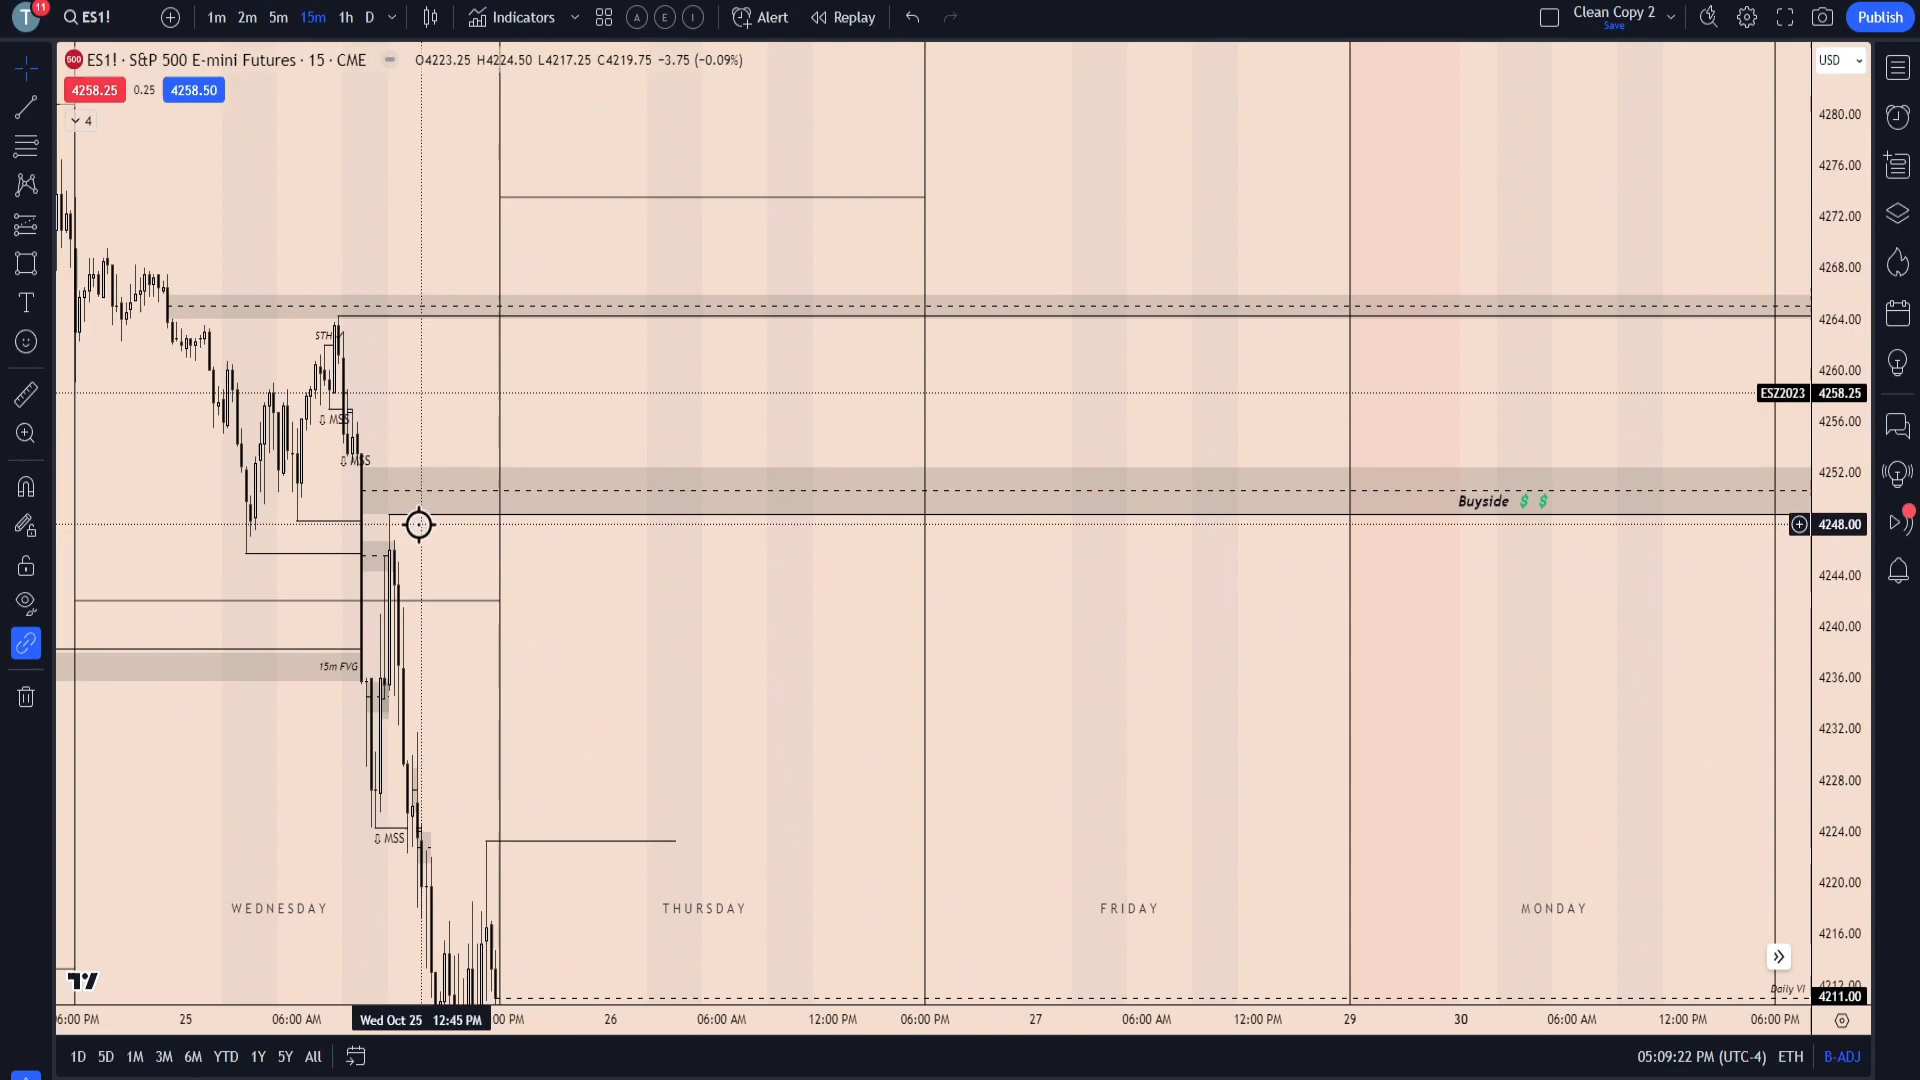 T
11
ES1!
1m 2m 5m 15m 1h D
Indicators
A E I
Alert
Replay
Clean Copy 2
Save
Publish
500
ES1! · S&P 500 E-mini Futures · 15 · CME
O4223.25 H4224.50 L4217.25 C4219.75 −3.75 (−0.09%)
USD
4258.25
0.25
4258.50
4
4280.00
4276.00
4272.00
4268.00
4264.00
STH
4260.00
ESZ2023
4258.25
⇩ MSS
4256.00
⇩ MSS
4252.00
Buyside $ $
4248.00
4244.00
4240.00
15m FVG
4236.00
4232.00
4228.00
4224.00
⇩ MSS
4220.00
WEDNESDAY
THURSDAY
FRIDAY
MONDAY
4216.00
4212.00
Daily VI
4211.00
6:00 PM
25
06:00 AM
Wed Oct 25 12:45 PM
:00 PM
26
06:00 AM
12:00 PM
06:00 PM
27
06:00 AM
12:00 PM
29
30
06:00 AM
12:00 PM
06:00 PM
1D 5D 1M 3M 6M YTD 1Y 5Y All
05:09:22 PM (UTC-4)
ETH
B-ADJ